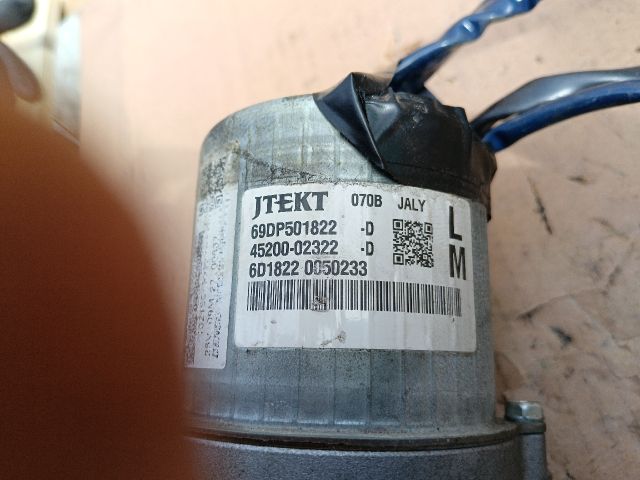 JTEKT 070B JALY
69DP501822 -D
45200-02322 -D
6D1822 0050233
L
M